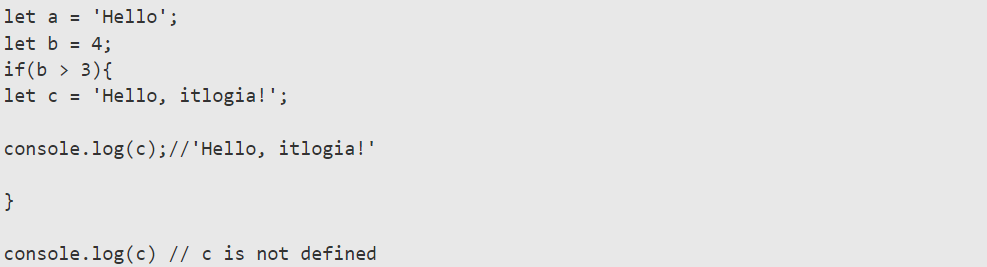 let a = 'Hello';
let b = 4;
if(b > 3){
let c = 'Hello, itlogia!';
console.log(c);//'Hello, itlogia!'
}
console.log(c) // c is not defined